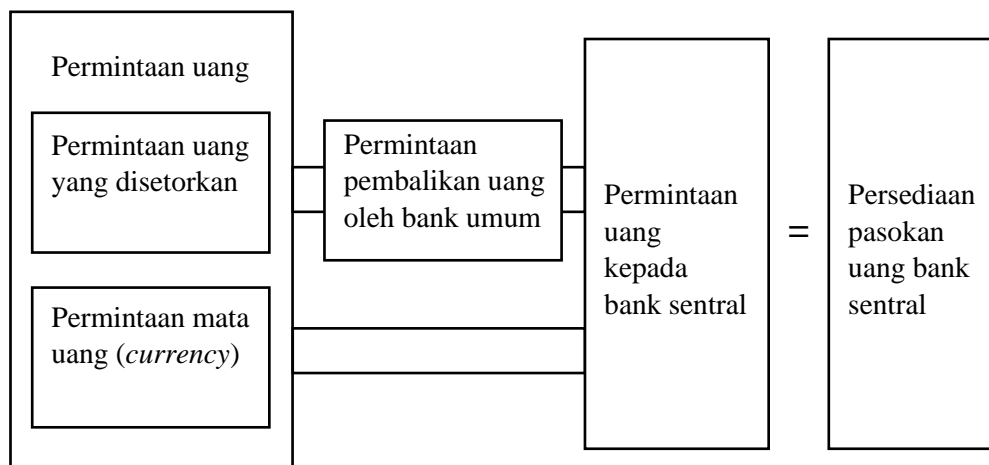 Permintaan uang
Permintaan uang
yang disetorkan
Permintaan mata
uang (currency)
Permintaan
pembalikan uang
oleh bank umum
Permintaan
uang
kepada
bank sentral
=
Persediaan
pasokan
uang bank
sentral